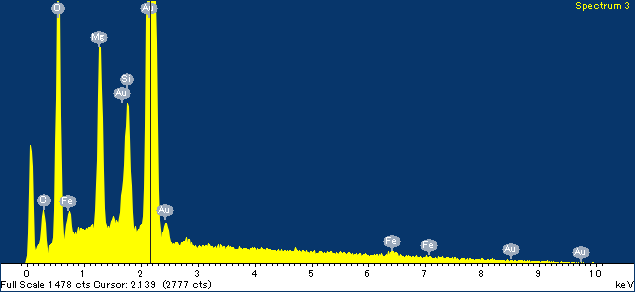 Spectrum 3
O Au
Mg
Si
Au
O Fe Au
Fe Fe Au Au
0 1 2 3 4 5 6 7 8 9 10
Full Scale 1478 cts Cursor: 2.139 (2777 cts) keV